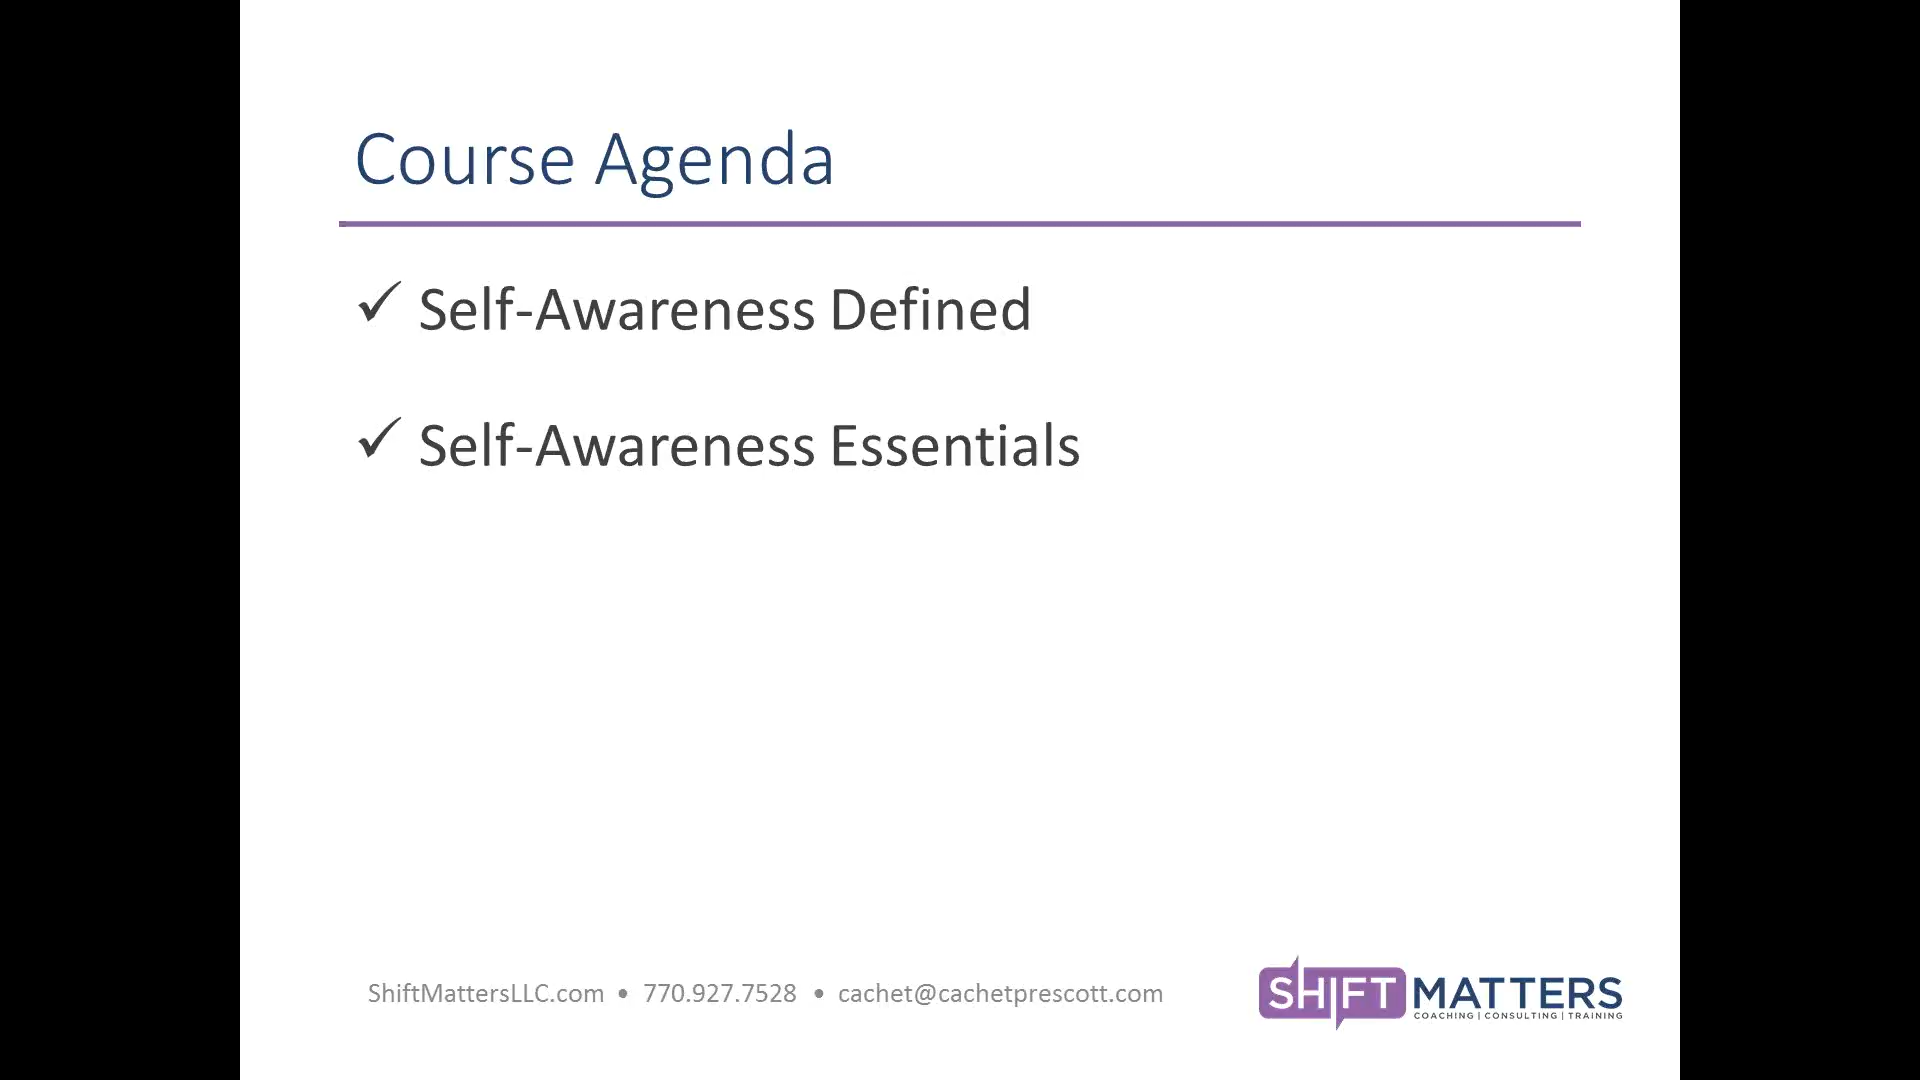 Course Agenda
✓ Self-Awareness Defined
✓ Self-Awareness Essentials
ShiftMattersLLC.com • 770.927.7528 • cachet@cachetprescott.com
SHIFT MATTERS
COACHING | CONSULTING | TRAINING